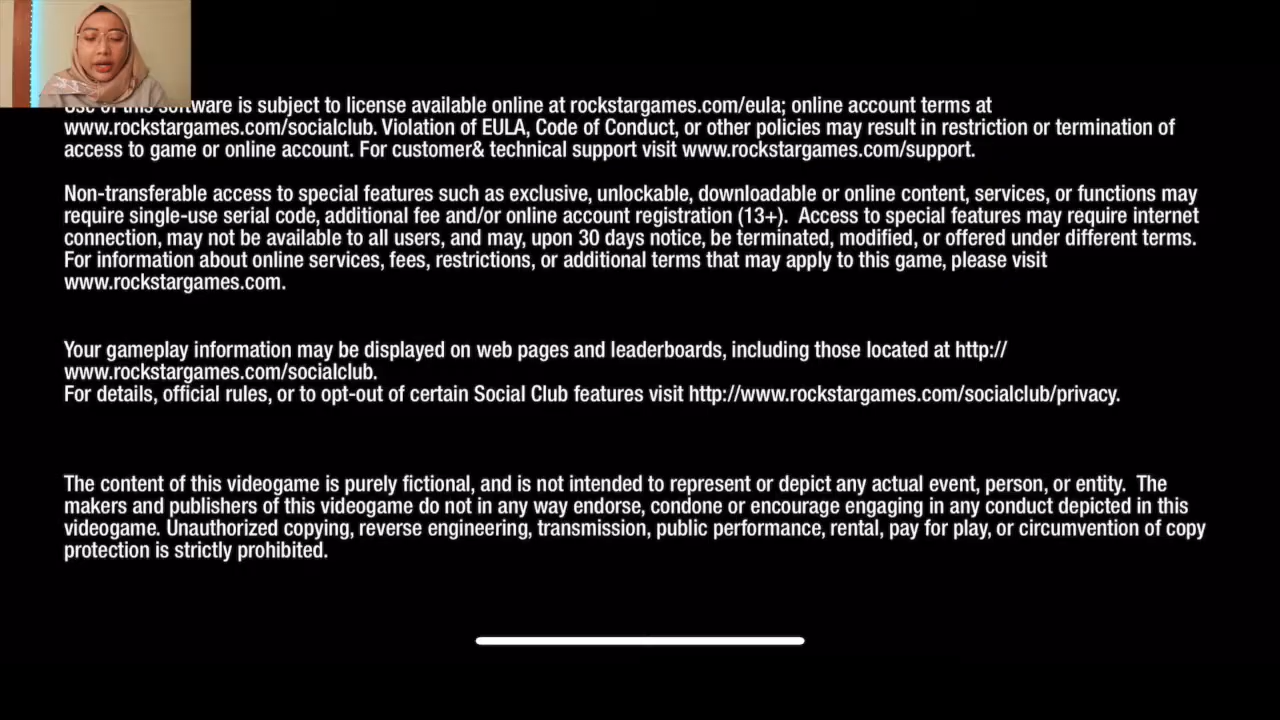 Use of this software is subject to license available online at rockstargames.com/eula; online account terms at
www.rockstargames.com/socialclub. Violation of EULA, Code of Conduct, or other policies may result in restriction or termination of
access to game or online account. For customer& technical support visit www.rockstargames.com/support.
Non-transferable access to special features such as exclusive, unlockable, downloadable or online content, services, or functions may
require single-use serial code, additional fee and/or online account registration (13+).  Access to special features may require internet
connection, may not be available to all users, and may, upon 30 days notice, be terminated, modified, or offered under different terms.
For information about online services, fees, restrictions, or additional terms that may apply to this game, please visit
www.rockstargames.com.
Your gameplay information may be displayed on web pages and leaderboards, including those located at http://
www.rockstargames.com/socialclub.
For details, official rules, or to opt-out of certain Social Club features visit http://www.rockstargames.com/socialclub/privacy.
The content of this videogame is purely fictional, and is not intended to represent or depict any actual event, person, or entity.  The
makers and publishers of this videogame do not in any way endorse, condone or encourage engaging in any conduct depicted in this
videogame. Unauthorized copying, reverse engineering, transmission, public performance, rental, pay for play, or circumvention of copy
protection is strictly prohibited.